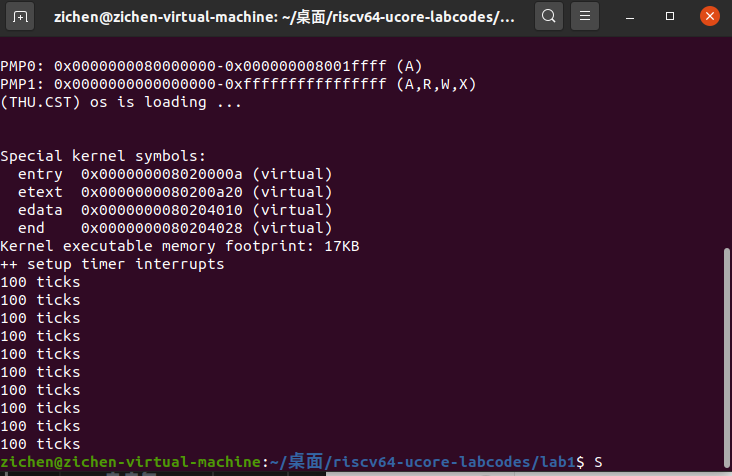 zichen@zichen-virtual-machine: ~/桌面/riscv64-ucore-labcodes/...
PMP0: 0x0000000080000000-0x000000008001ffff (A)
PMP1: 0x0000000000000000-0xffffffffffffffff (A,R,W,X)
(THU.CST) os is loading ...
Special kernel symbols:
  entry  0x000000008020000a (virtual)
  etext  0x0000000080200a20 (virtual)
  edata  0x0000000080204010 (virtual)
  end    0x0000000080204028 (virtual)
Kernel executable memory footprint: 17KB
++ setup timer interrupts
100 ticks
100 ticks
100 ticks
100 ticks
100 ticks
100 ticks
100 ticks
100 ticks
100 ticks
100 ticks
zichen@zichen-virtual-machine:~/桌面/riscv64-ucore-labcodes/lab1$ S